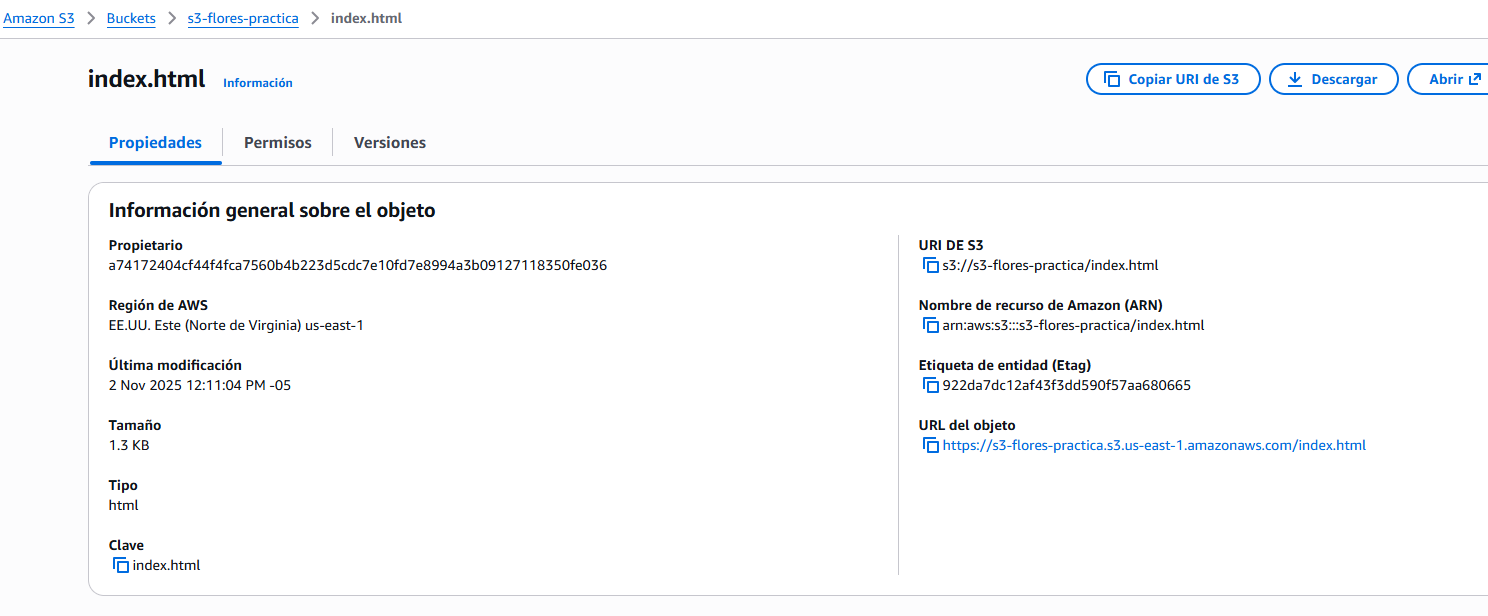 Amazon S3 > Buckets > s3-flores-practica > index.html
index.html Información
Copiar URI de S3 Descargar Abrir
Propiedades Permisos Versiones
Información general sobre el objeto
Propietario
a74172404cf44f4fca7560b4b223d5cdc7e10fd7e8994a3b09127118350fe036
Región de AWS
EE.UU. Este (Norte de Virginia) us-east-1
Última modificación
2 Nov 2025 12:11:04 PM -05
Tamaño
1.3 KB
Tipo
html
Clave
index.html
URI DE S3
s3://s3-flores-practica/index.html
Nombre de recurso de Amazon (ARN)
arn:aws:s3:::s3-flores-practica/index.html
Etiqueta de entidad (Etag)
922da7dc12af43f3dd590f57aa680665
URL del objeto
https://s3-flores-practica.s3.us-east-1.amazonaws.com/index.html